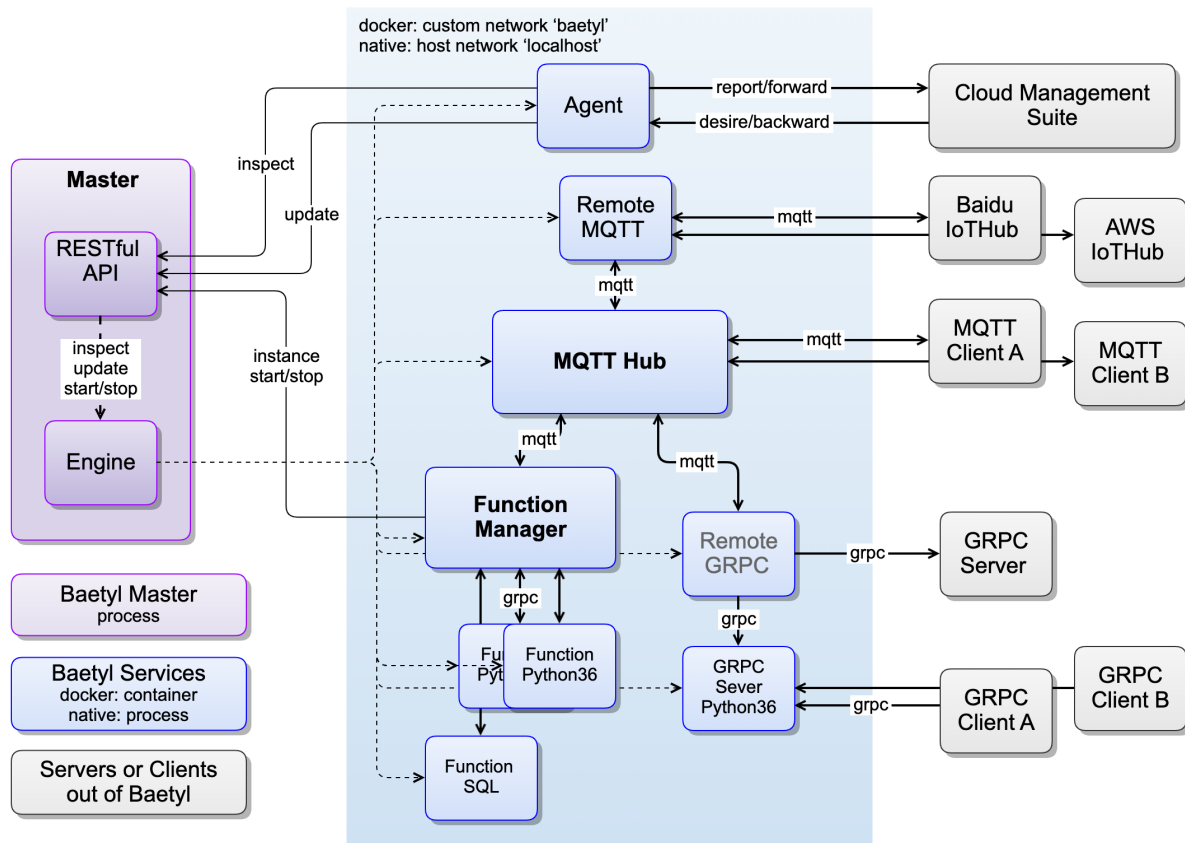 docker: custom network ‘baetyl’
native: host network ‘localhost’
Agent
report/forward
desire/backward
Cloud Management
Suite
inspect
update
Master
RESTful
API
inspect
update
start/stop
Engine
instance
start/stop
Remote
MQTT
mqtt
Baidu
IoTHub
AWS
IoTHub
mqtt
MQTT Hub
mqtt
MQTT
Client A
MQTT
Client B
mqtt
mqtt
Function
Manager
Remote
GRPC
grpc
GRPC
Server
grpc
grpc
Function
Python36
GRPC
Sever
Python36
grpc
GRPC
Client A
GRPC
Client B
Function
SQL
Baetyl Master
process
Baetyl Services
docker: container
native: process
Servers or Clients
out of Baetyl